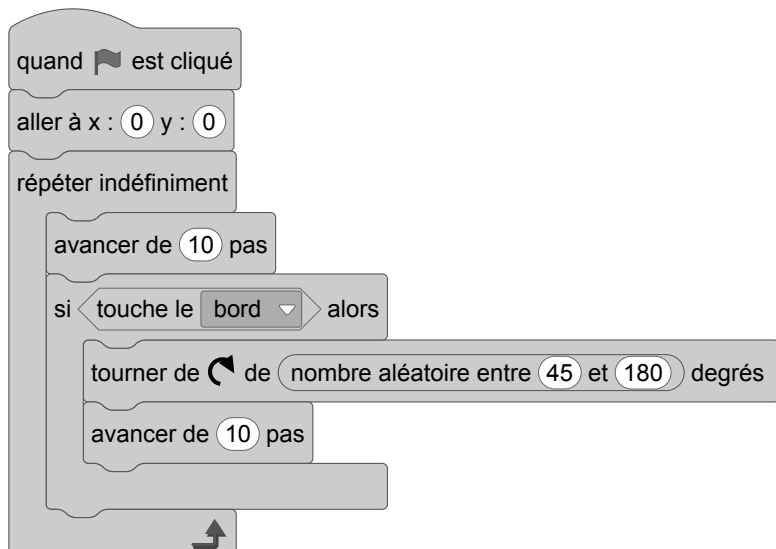 quand est cliqué
aller à x : 0 y : 0
répéter indéfiniment
avancer de 10 pas
si touche le bord alors
tourner de de nombre aléatoire entre 45 et 180 degrés
avancer de 10 pas